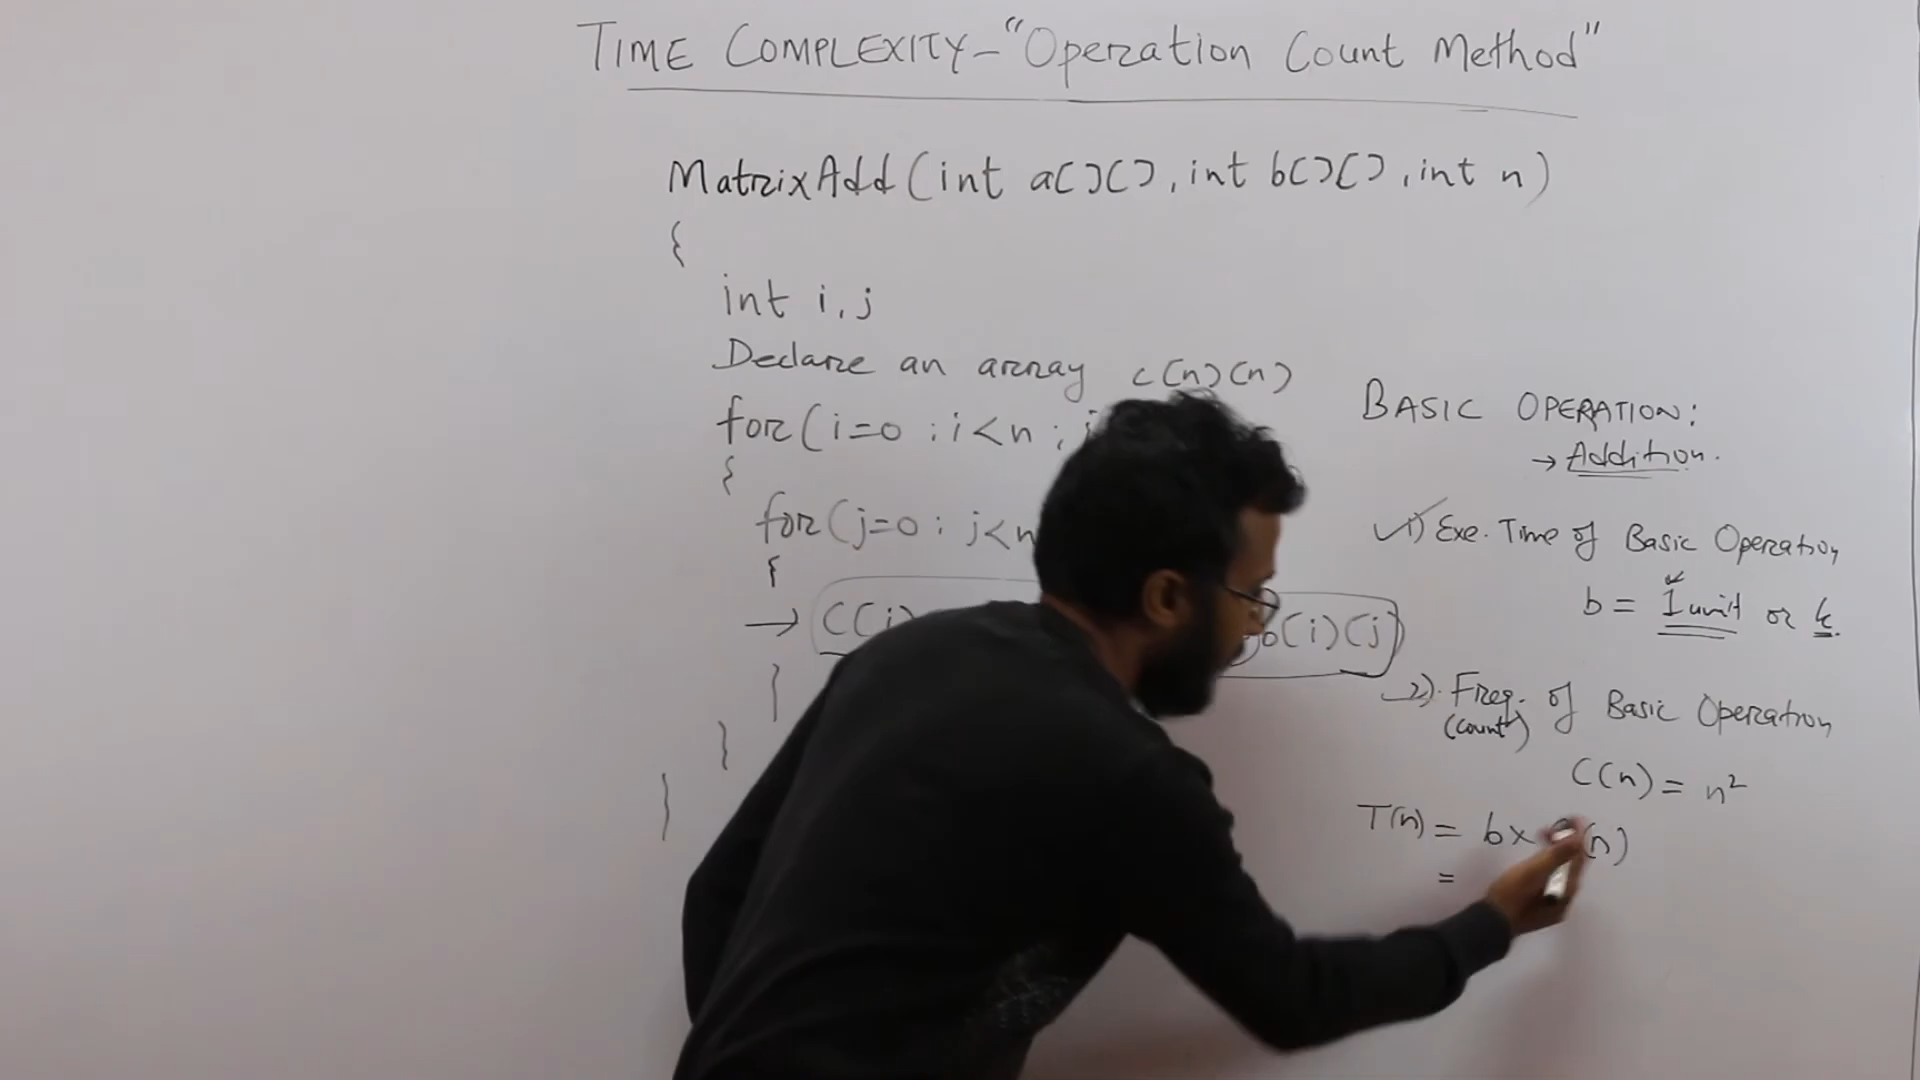 TIME COMPLEXITY - "Operation Count Method"
MatrixAdd (int a[][], int b[][], int n)
{
int i, j
Declare an array c[n][n]
for(i=0 ; i<n ;
{
for(j=0 ; j<n
{
→ C[i] b[i][j]
}
}
}
BASIC OPERATION:
→ Addition.
1) Exe. Time of Basic Operation
b = 1 unit or k.
→2). Freq. of Basic Operation
(count)
C(n) = n²
T(n) = b x (n)
=